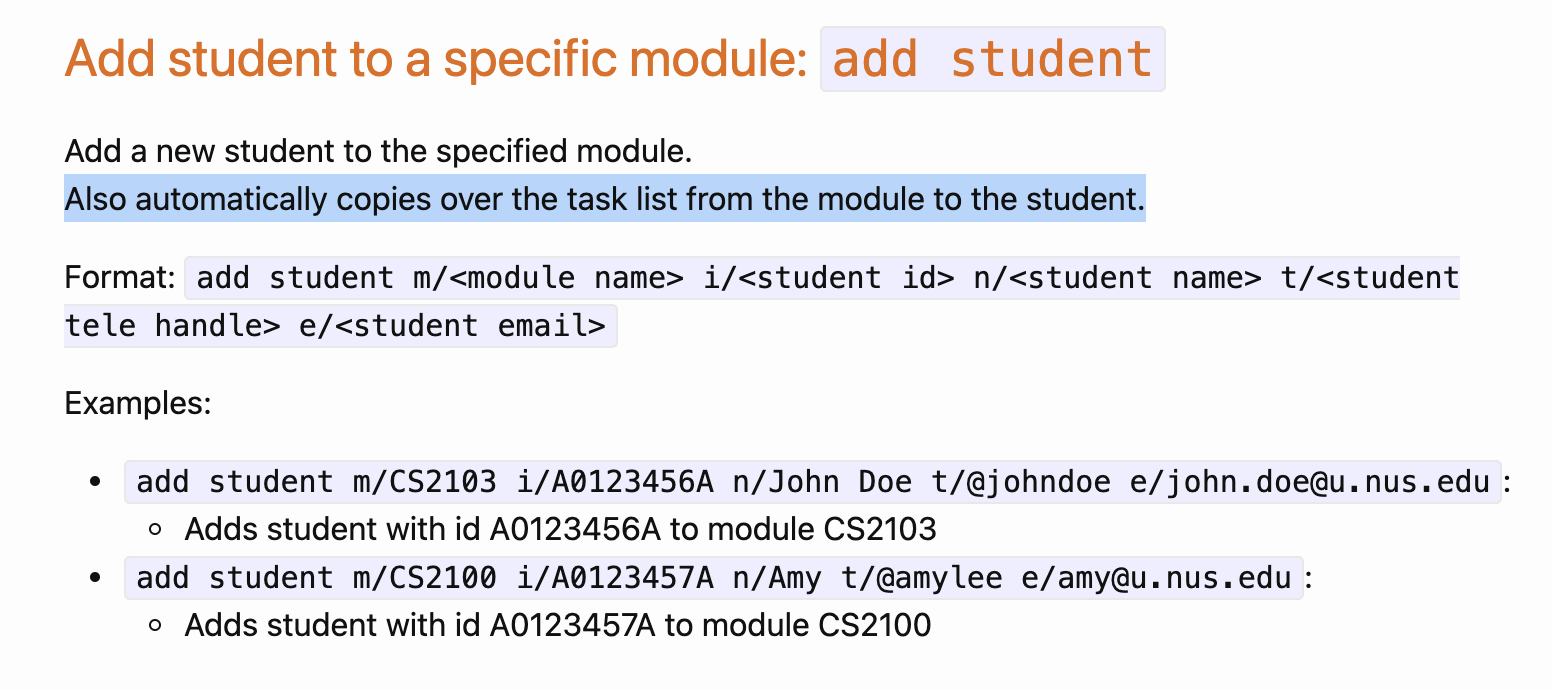 Add student to a specific module: add student
Add a new student to the specified module.
Also automatically copies over the task list from the module to the student.
Format: add student m/<module name> i/<student id> n/<student name> t/<student
tele handle> e/<student email>
Examples:
• add student m/CS2103 i/A0123456A n/John Doe t/@johndoe e/john.doe@u.nus.edu:
◦ Adds student with id A0123456A to module CS2103
• add student m/CS2100 i/A0123457A n/Amy t/@amylee e/amy@u.nus.edu:
◦ Adds student with id A0123457A to module CS2100